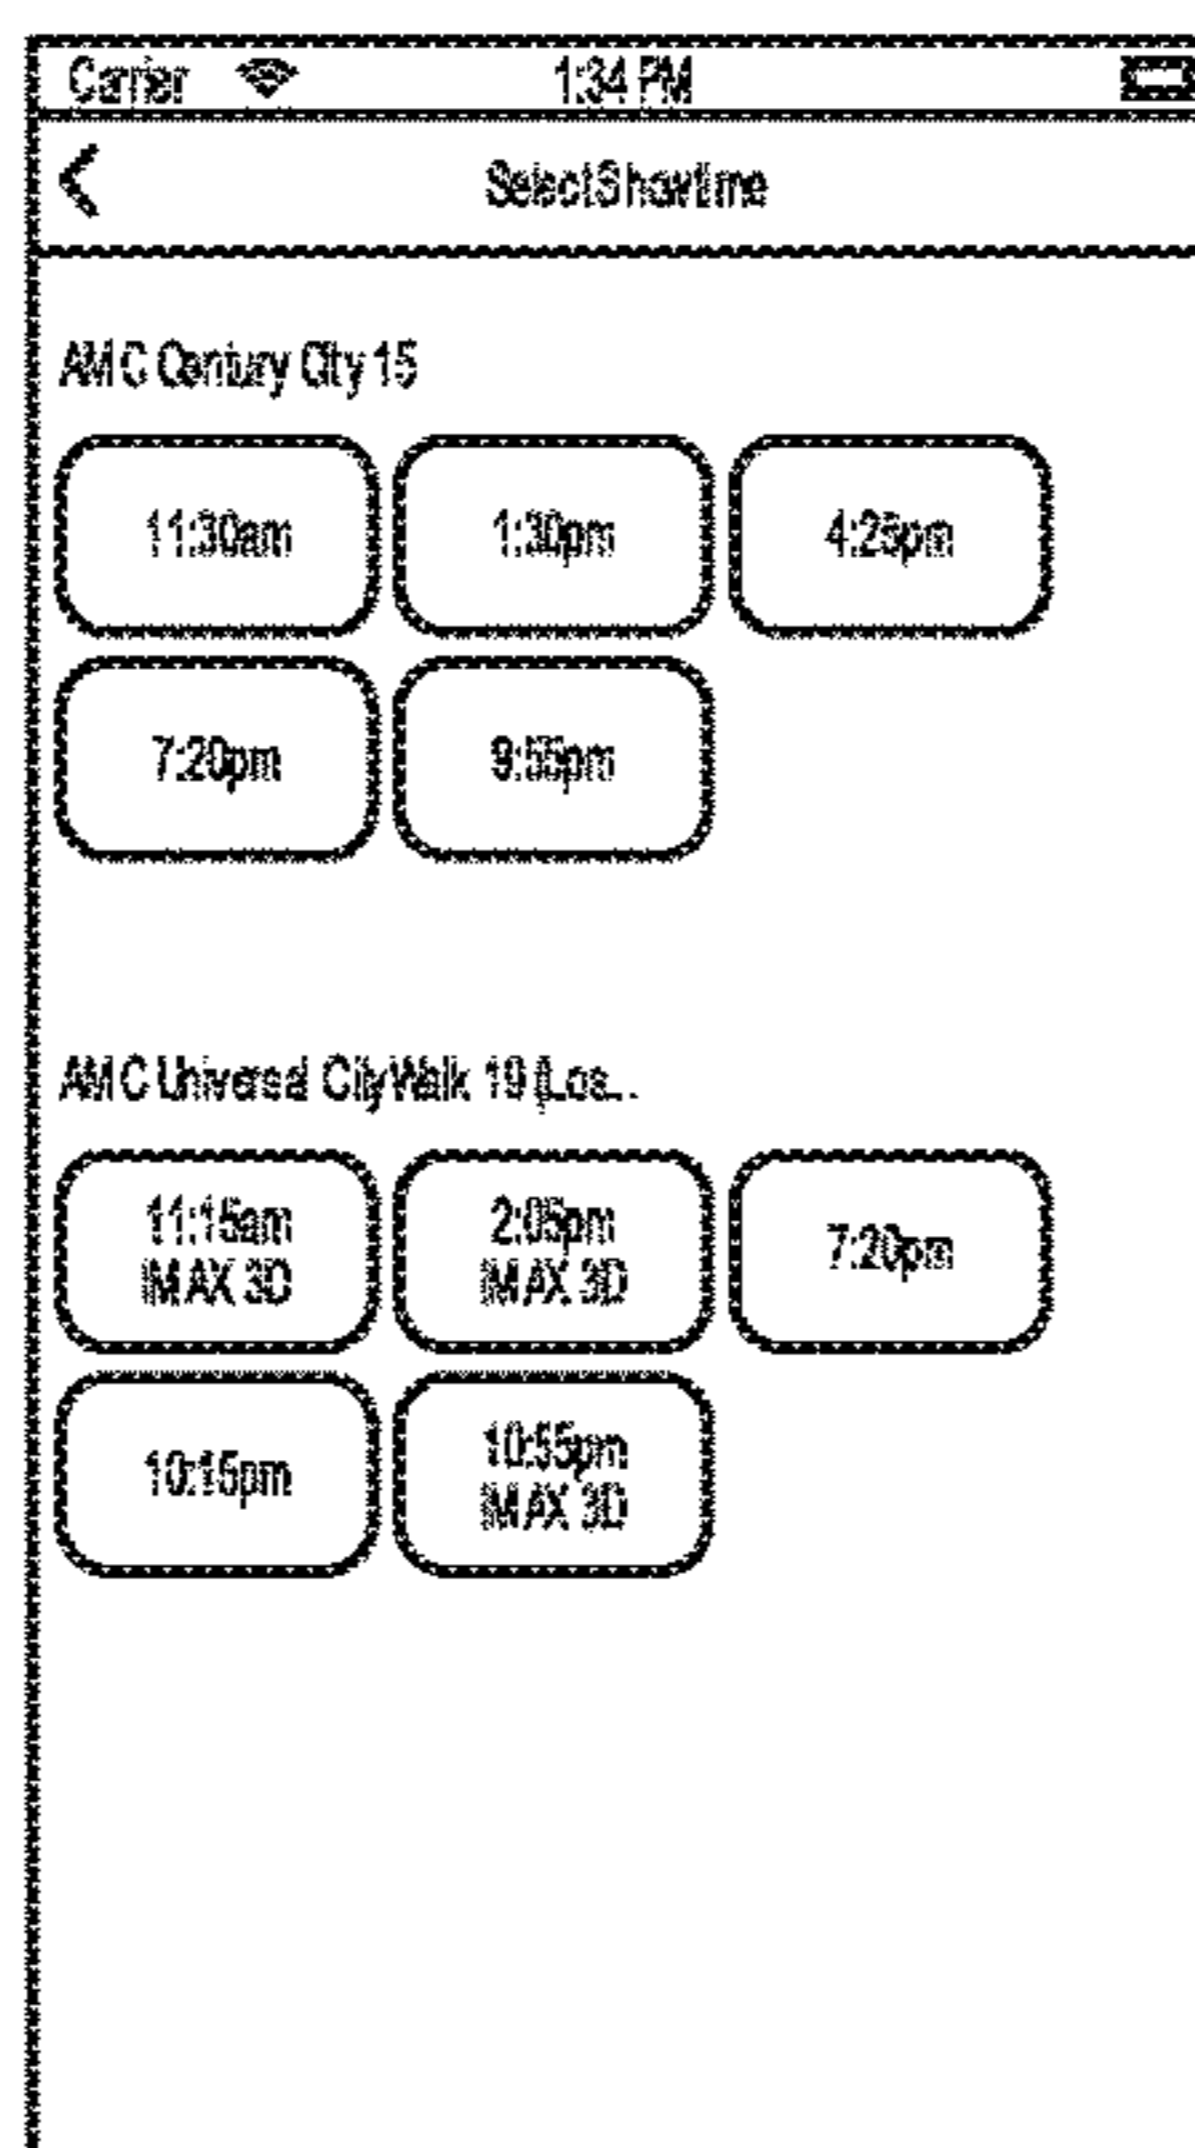 Carrier 1:34 PM
Select Showtime
AMC Century City 15
11:30am 1:30pm 4:25pm
7:20pm 9:55pm
AMC Universal CityWalk 19 (Los...
11:15am 2:05pm 7:20pm
IMAX 3D IMAX 3D
10:15pm 10:55pm
IMAX 3D